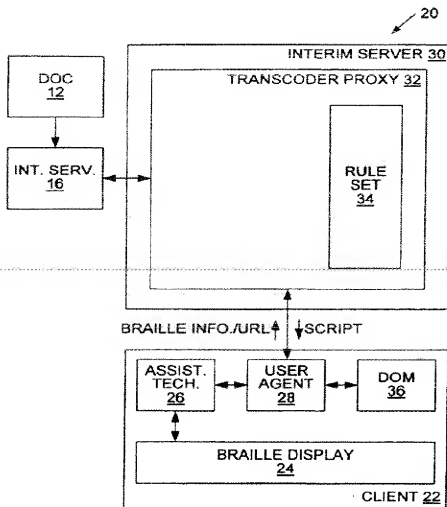 20
INTERIM SERVER 30
TRANSCODER PROXY 32
DOC
12
INT. SERV.
16
RULE
SET
34
BRAILLE INFO./URL SCRIPT
ASSIST.
TECH.
26
USER
AGENT
28
DOM
36
BRAILLE DISPLAY
24
CLIENT 22